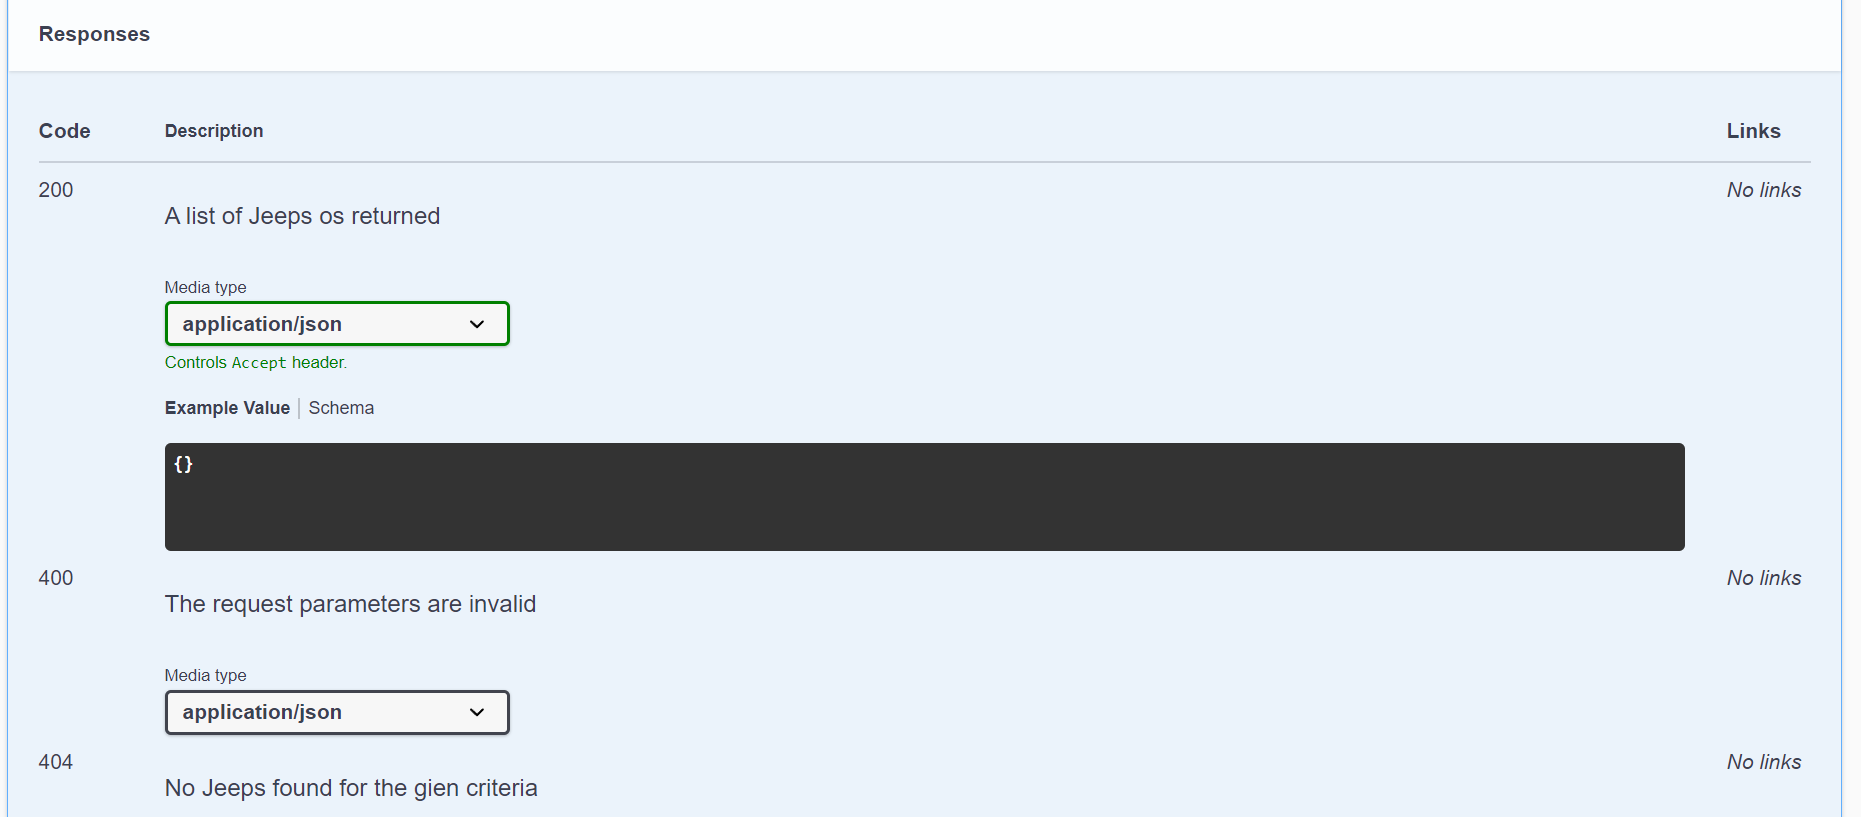 Responses
Code Description Links
200 No links
A list of Jeeps os returned
Media type
application/json
Controls Accept header.
Example Value Schema
{}
400 No links
The request parameters are invalid
Media type
application/json
404 No links
No Jeeps found for the gien criteria